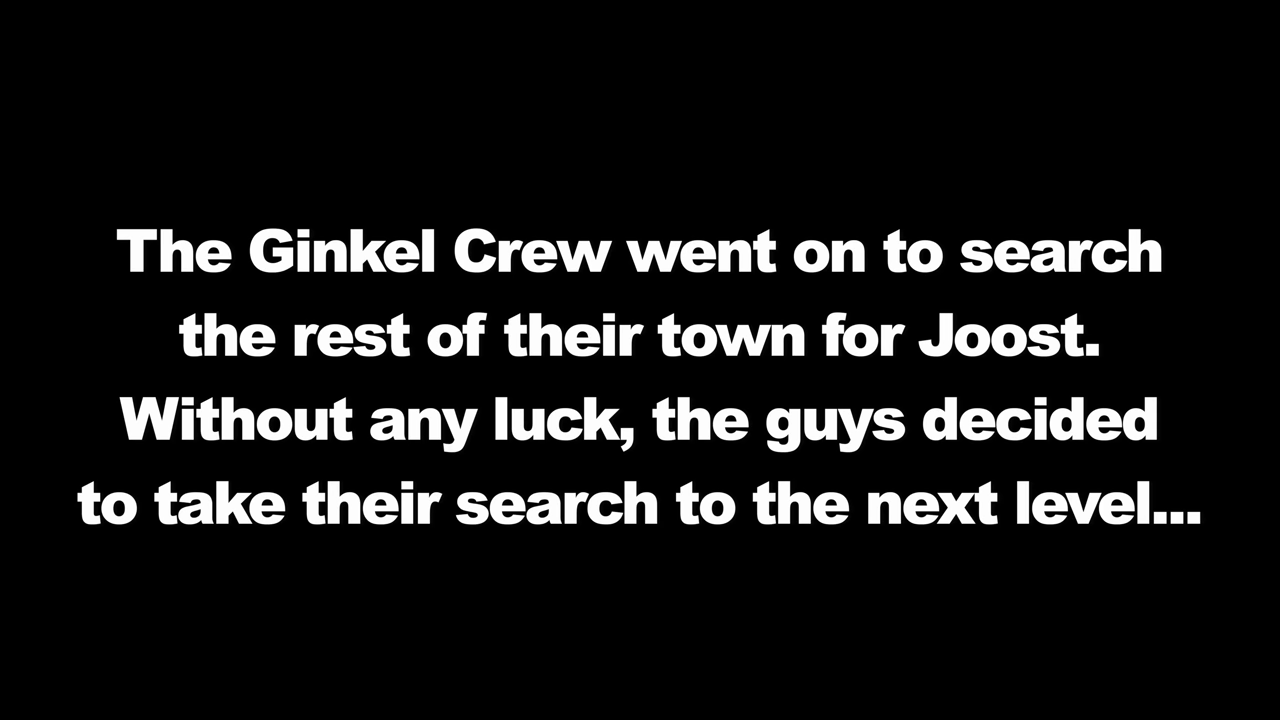 The Ginkel Crew went on to search
the rest of their town for Joost.
Without any luck, the guys decided
to take their search to the next level...